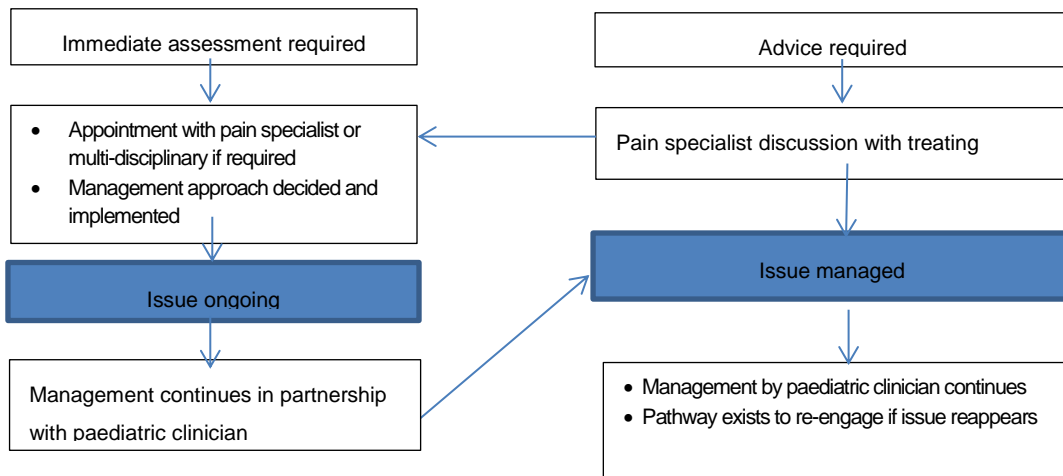 Immediate assessment required
Advice required
• Appointment with pain specialist or
multi-disciplinary if required
• Management approach decided and
implemented
Pain specialist discussion with treating
Issue ongoing
Issue managed
Management continues in partnership
with paediatric clinician
• Management by paediatric clinician continues
• Pathway exists to re-engage if issue reappears